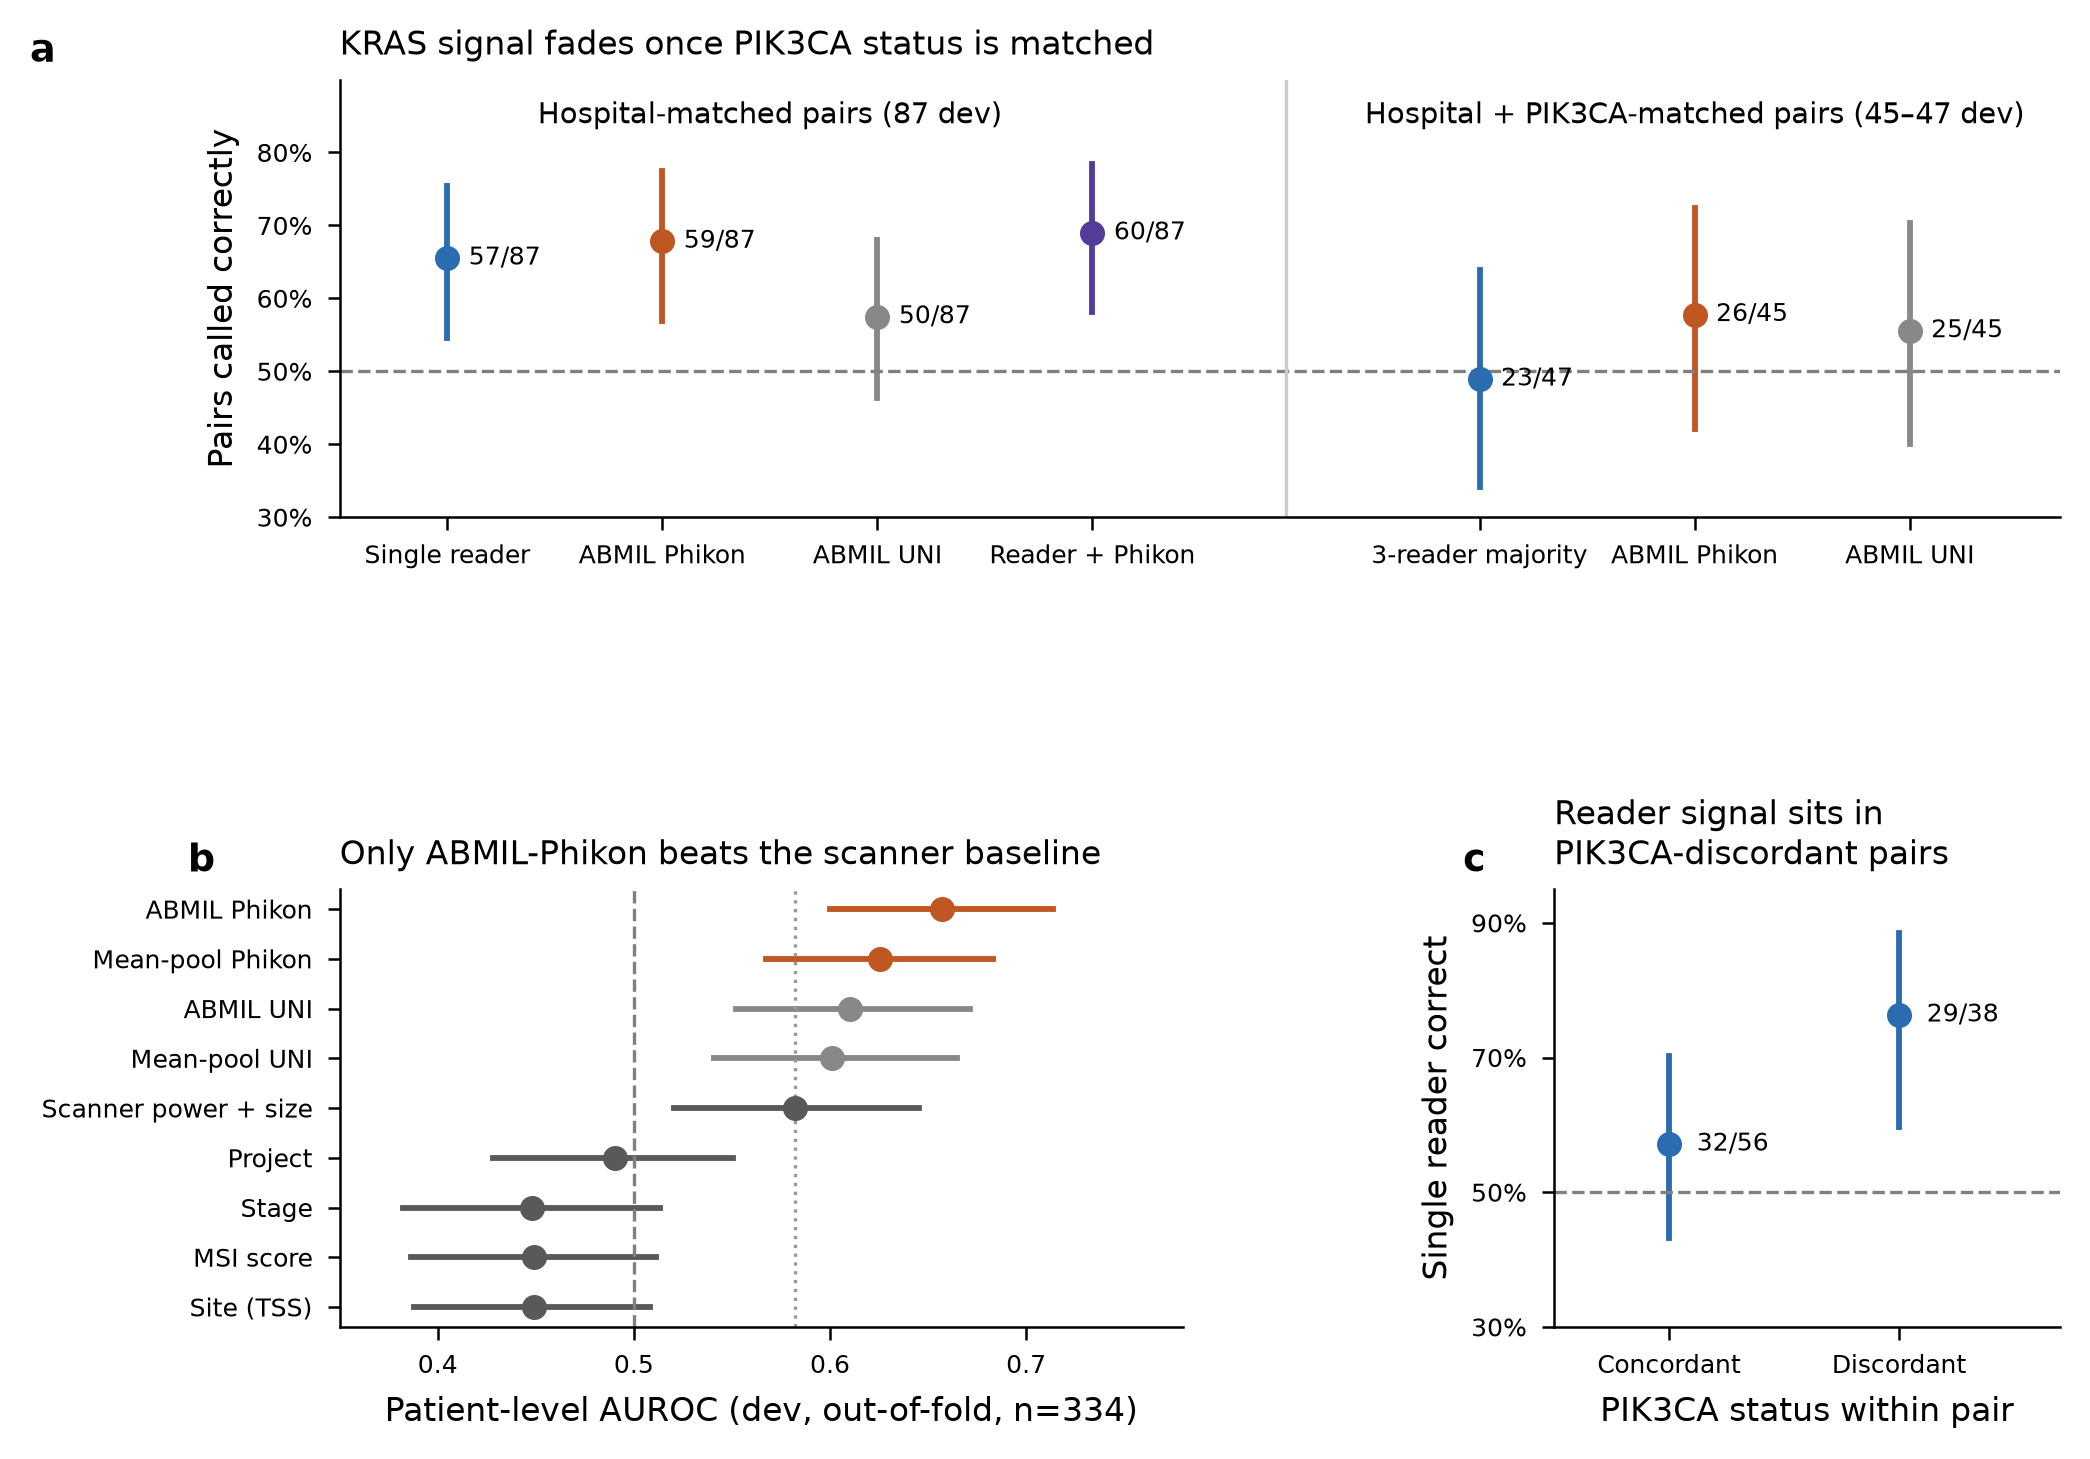 a
KRAS signal fades once PIK3CA status is matched
Hospital-matched pairs (87 dev)
Hospital + PIK3CA-matched pairs (45–47 dev)
Pairs called correctly
80%
70%
60%
50%
40%
30%
57/87
59/87
50/87
60/87
23/47
26/45
25/45
Single reader
ABMIL Phikon
ABMIL UNI
Reader + Phikon
3-reader majority
ABMIL Phikon
ABMIL UNI
b
Only ABMIL-Phikon beats the scanner baseline
ABMIL Phikon
Mean-pool Phikon
ABMIL UNI
Mean-pool UNI
Scanner power + size
Project
Stage
MSI score
Site (TSS)
0.4
0.5
0.6
0.7
Patient-level AUROC (dev, out-of-fold, n=334)
c
Reader signal sits in
PIK3CA-discordant pairs
Single reader correct
90%
70%
50%
30%
32/56
29/38
Concordant
Discordant
PIK3CA status within pair